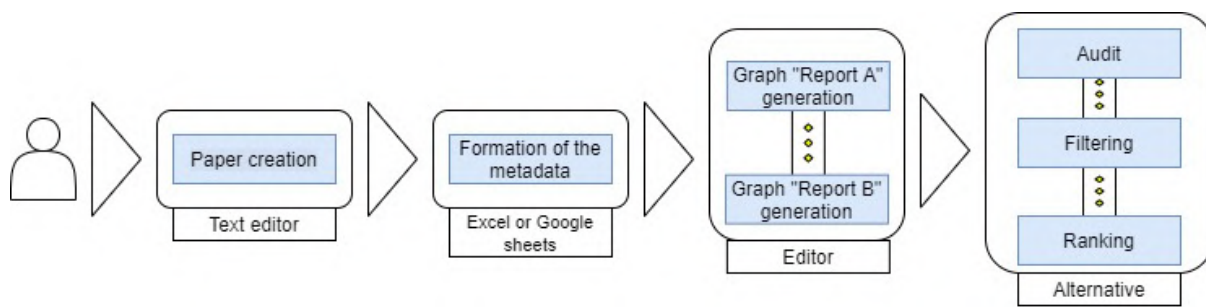 Paper creation
Text editor
Formation of the
metadata
Excel or Google
sheets
Graph "Report A"
generation
Graph "Report B"
generation
Editor
Audit
Filtering
Ranking
Alternative